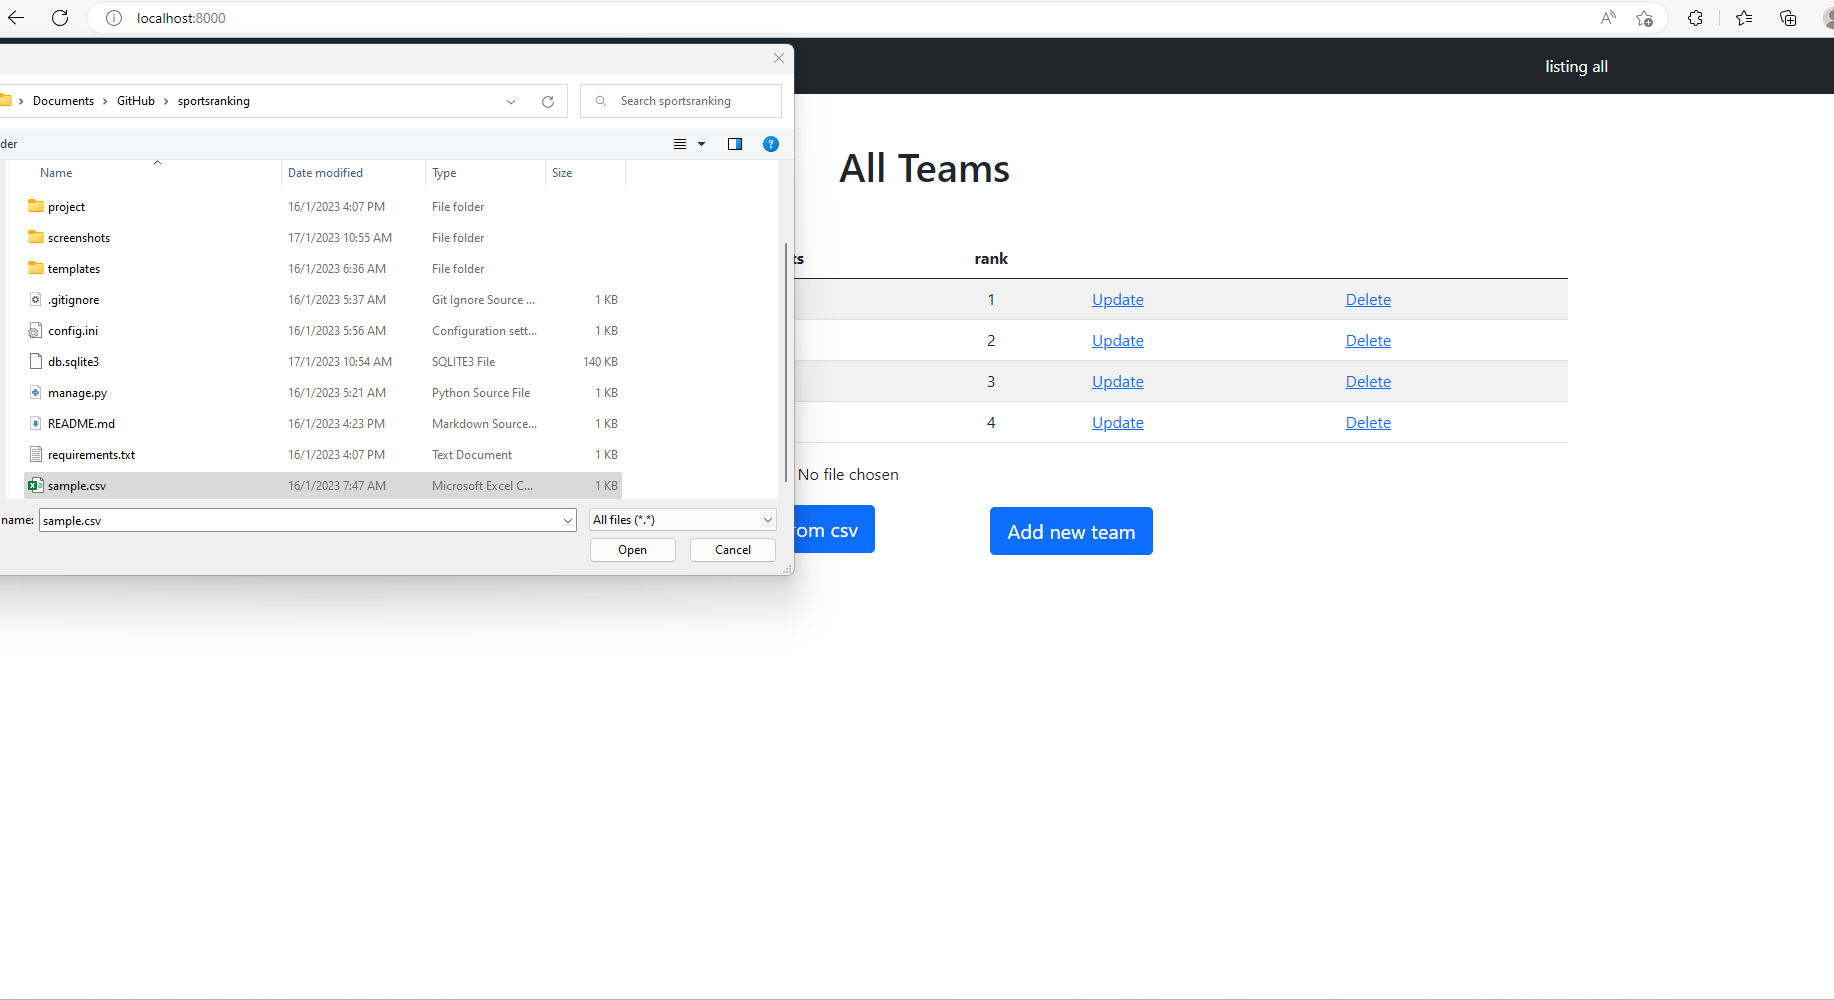 localhost:8000
listing all
Documents > GitHub > sportsranking
Search sportsranking
der
Name Date modified Type Size
project 16/1/2023 4:07 PM File folder
screenshots 17/1/2023 10:55 AM File folder
templates 16/1/2023 6:36 AM File folder
.gitignore 16/1/2023 5:37 AM Git Ignore Source ... 1 KB
config.ini 16/1/2023 5:56 AM Configuration sett... 1 KB
db.sqlite3 17/1/2023 10:54 AM SQLITE3 File 140 KB
manage.py 16/1/2023 5:21 AM Python Source File 1 KB
README.md 16/1/2023 4:23 PM Markdown Source... 1 KB
requirements.txt 16/1/2023 4:07 PM Text Document 1 KB
sample.csv 16/1/2023 7:47 AM Microsoft Excel C... 1 KB
name: sample.csv All files (*.*)
Open Cancel
All Teams
ts rank
1 Update Delete
2 Update Delete
3 Update Delete
4 Update Delete
No file chosen
rom csv Add new team